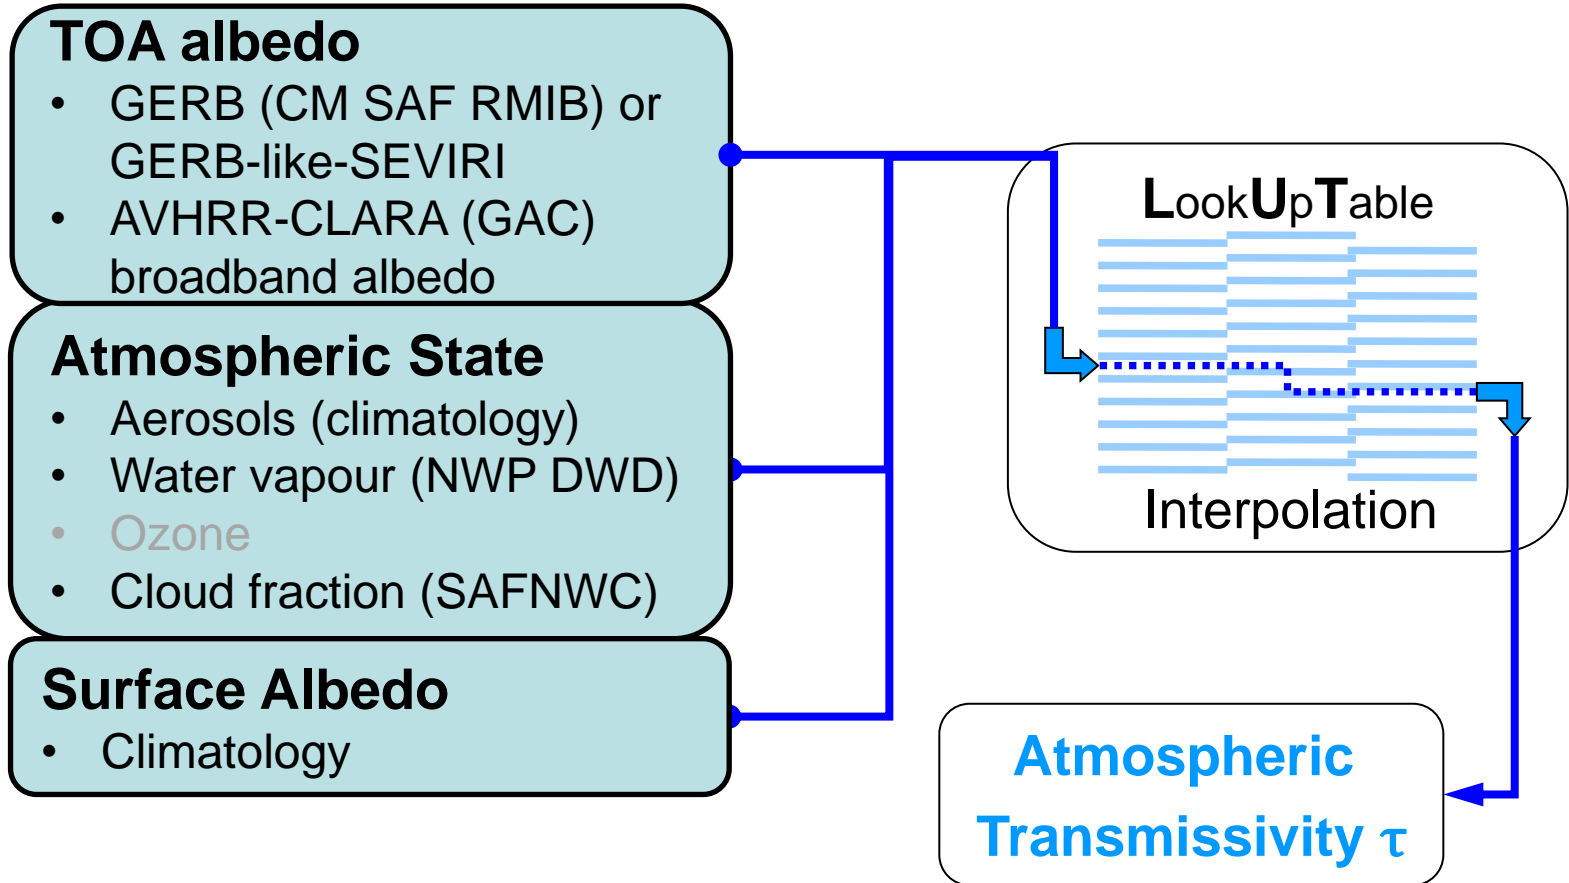 TOA albedo
• GERB (CM SAF RMIB) or
GERB-like-SEVIRI
• AVHRR-CLARA (GAC)
broadband albedo
Atmospheric State
• Aerosols (climatology)
• Water vapour (NWP DWD)
• Ozone
• Cloud fraction (SAFNWC)
Surface Albedo
• Climatology
LookUpTable
Interpolation
Atmospheric
Transmissivity τ